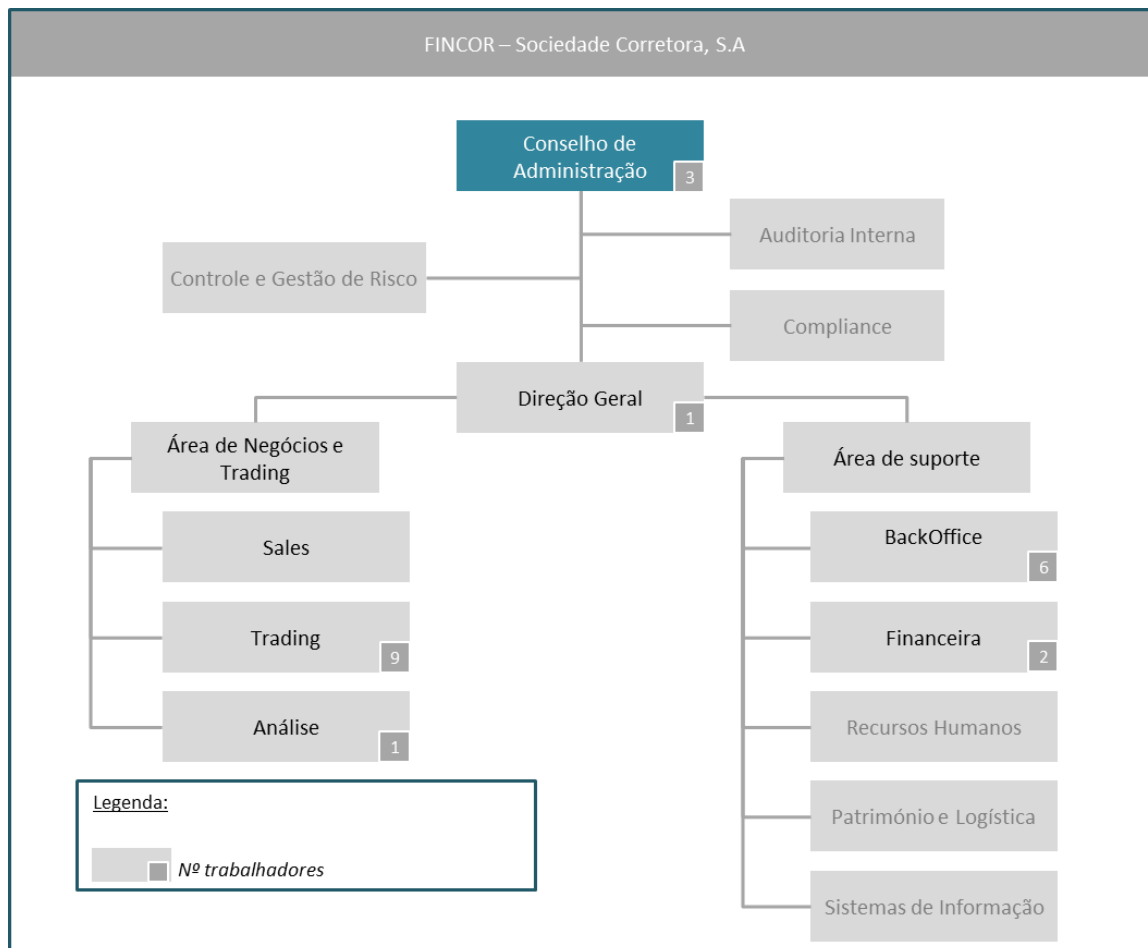 FINCOR – Sociedade Corretora, S.A
Conselho de
Administração
3
Auditoria Interna
Controle e Gestão de Risco
Compliance
Direção Geral
1
Área de Negócios e
Trading
Área de suporte
Sales
BackOffice
6
Trading
9
Financeira
2
Análise
1
Recursos Humanos
Património e Logística
Sistemas de Informação
Legenda:
Nº trabalhadores